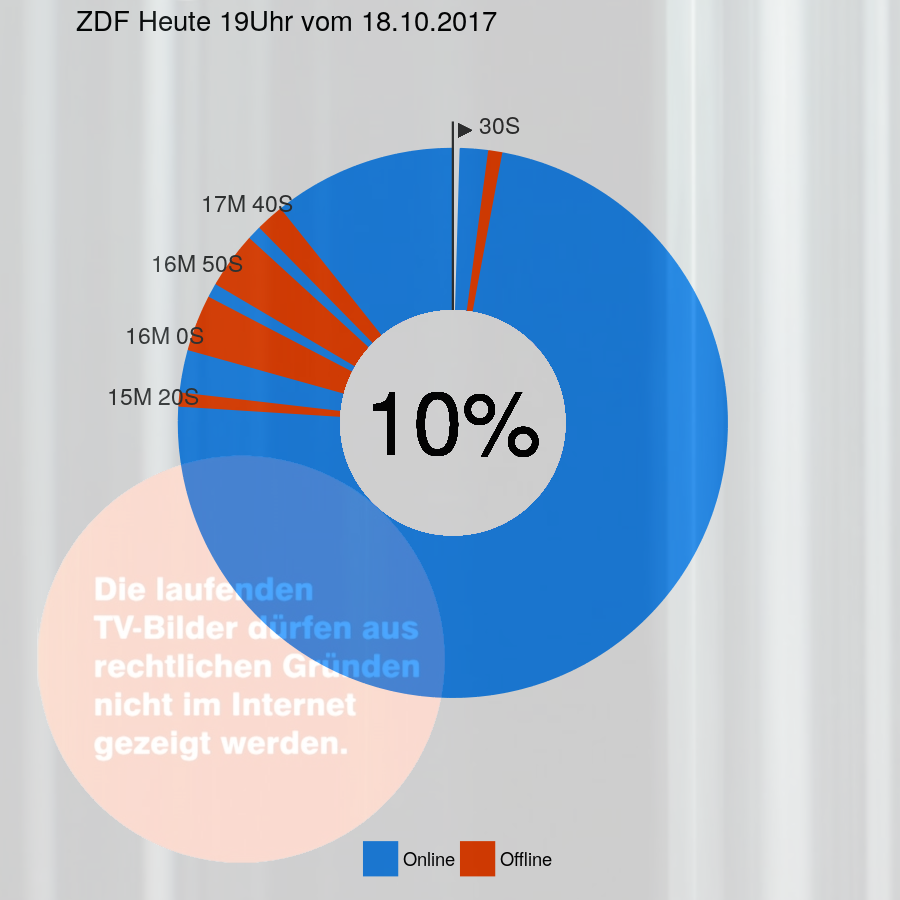 ZDF Heute 19Uhr vom 18.10.2017
30S
17M 40S
16M 50S
16M 0S
15M 20S
10%
Die laufenden
TV-Bilder dürfen aus
rechtlichen Gründen
nicht im Internet
gezeigt werden.
Online
Offline